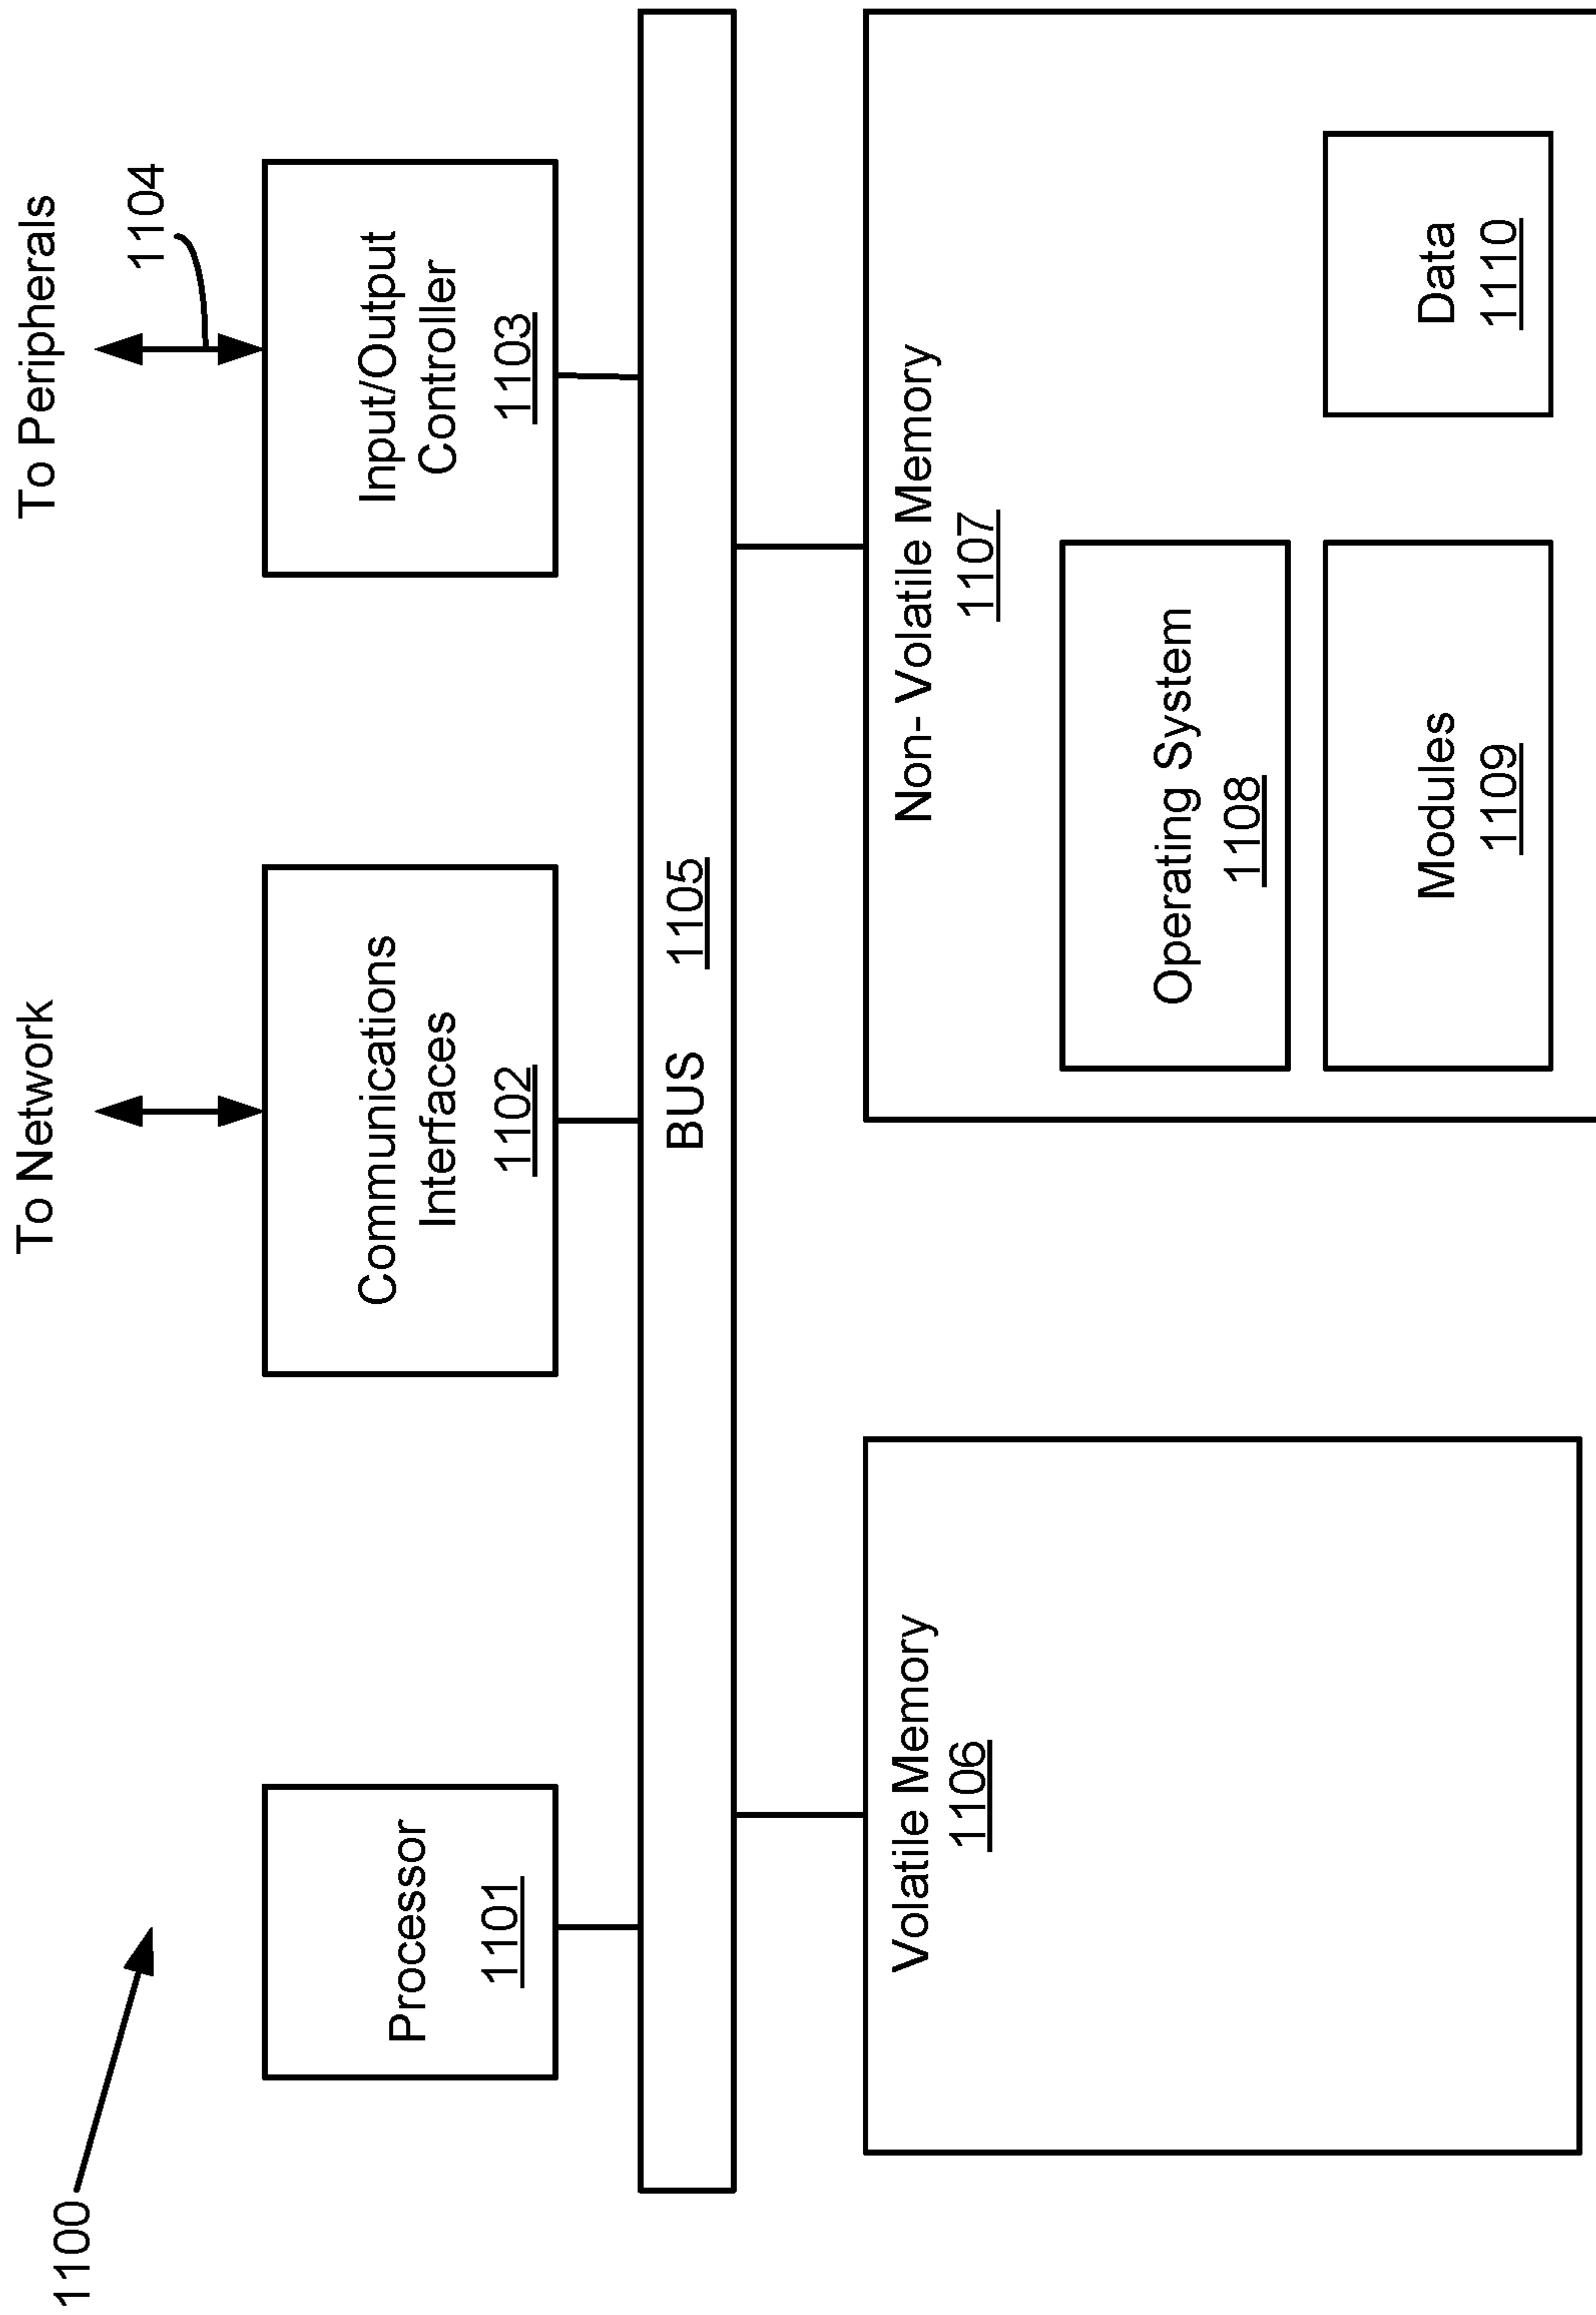 1100
To Network
To Peripherals
1104
Processor
1101
Communications
Interfaces
1102
Input/Output
Controller
1103
BUS 1105
Volatile Memory
1106
Non- Volatile Memory
1107
Operating System
1108
Modules
1109
Data
1110